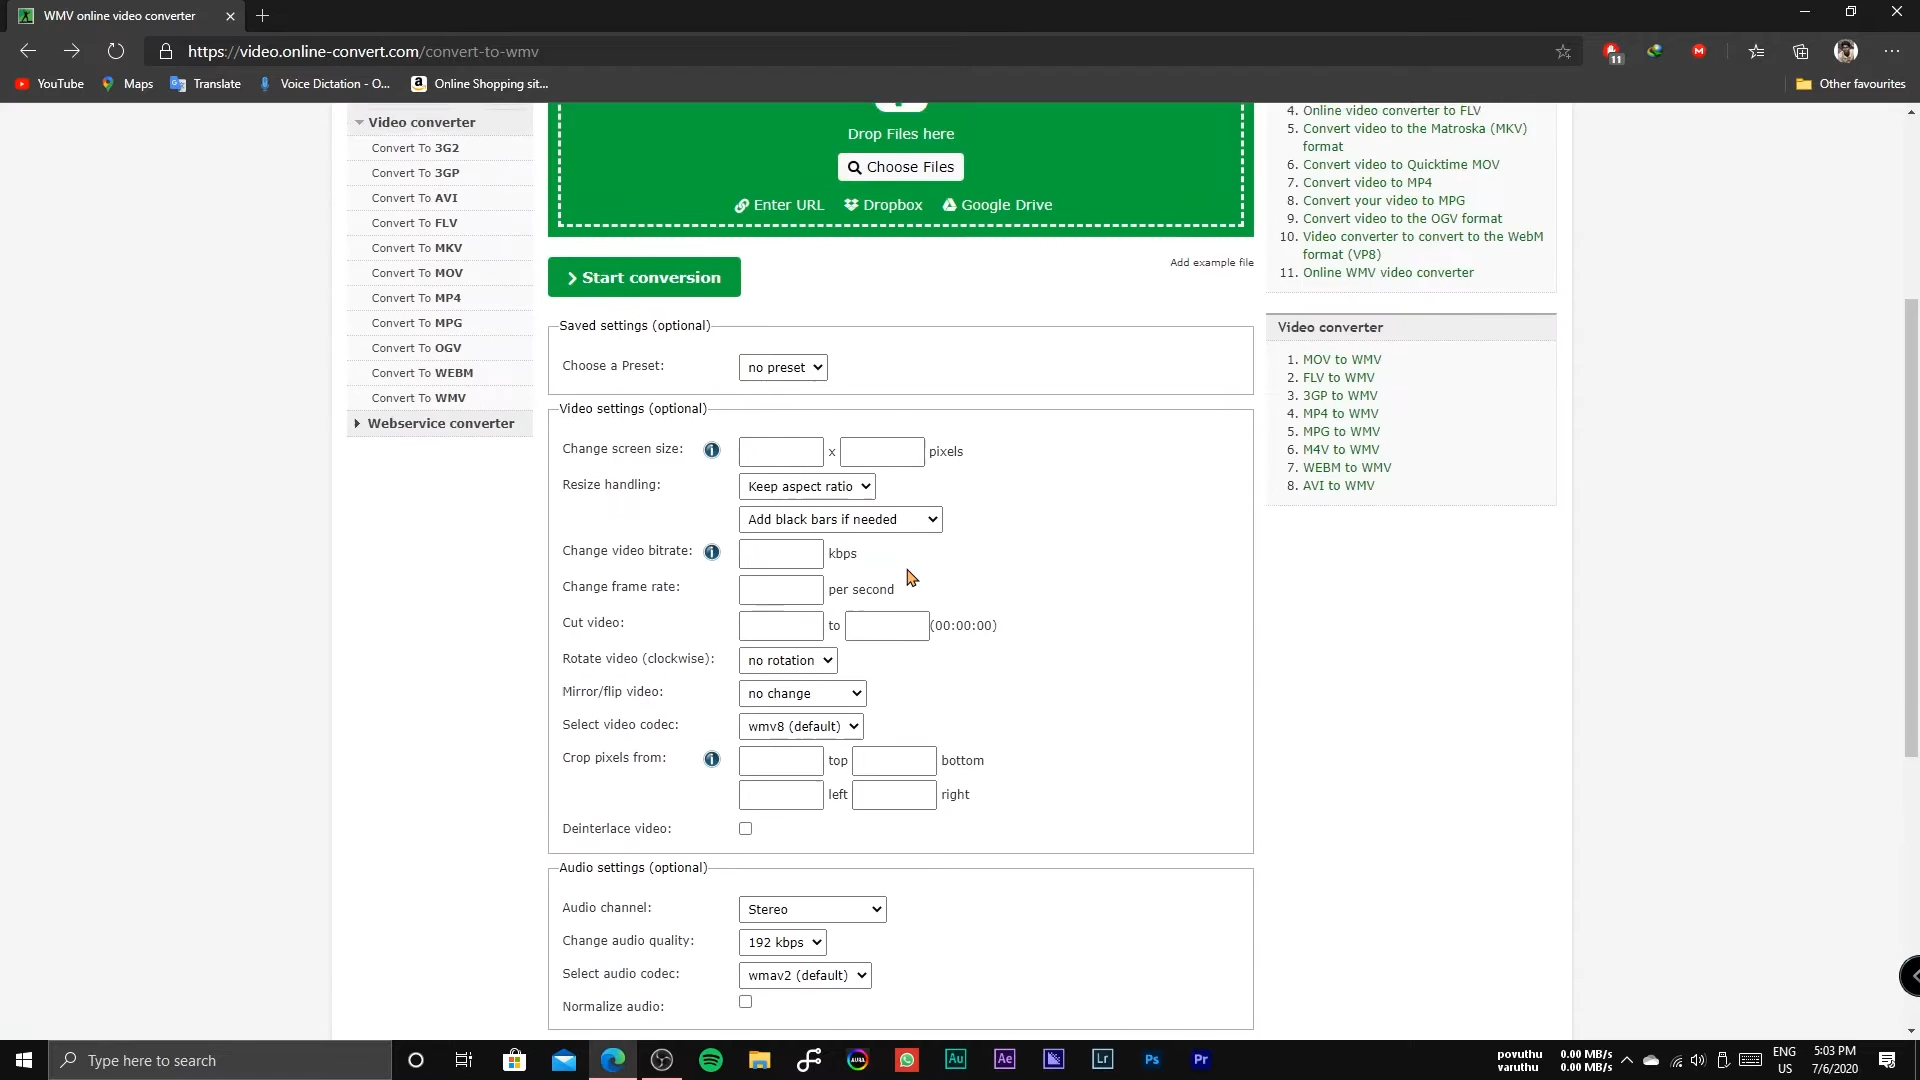 WMV online video converter
https://video.online-convert.com/convert-to-wmv
11
YouTube
Maps
Translate
Voice Dictation - O...
Online Shopping sit...
Other favourites
Video converter
Convert To 3G2
Convert To 3GP
Convert To AVI
Convert To FLV
Convert To MKV
Convert To MOV
Convert To MP4
Convert To MPG
Convert To OGV
Convert To WEBM
Convert To WMV
Webservice converter
Drop Files here
Choose Files
Enter URL
Dropbox
Google Drive
Start conversion
Add example file
Saved settings (optional)
Choose a Preset:
no preset
Video settings (optional)
Change screen size:
x
pixels
Resize handling:
Keep aspect ratio
Add black bars if needed
Change video bitrate:
kbps
Change frame rate:
per second
Cut video:
to
(00:00:00)
Rotate video (clockwise):
no rotation
Mirror/flip video:
no change
Select video codec:
wmv8 (default)
Crop pixels from:
top
bottom
left
right
Deinterlace video:
Audio settings (optional)
Audio channel:
Stereo
Change audio quality:
192 kbps
Select audio codec:
wmav2 (default)
Normalize audio:
4. Online video converter to FLV
5. Convert video to the Matroska (MKV)
format
6. Convert video to Quicktime MOV
7. Convert video to MP4
8. Convert your video to MPG
9. Convert video to the OGV format
10. Video converter to convert to the WebM
format (VP8)
11. Online WMV video converter
Video converter
1. MOV to WMV
2. FLV to WMV
3. 3GP to WMV
4. MP4 to WMV
5. MPG to WMV
6. M4V to WMV
7. WEBM to WMV
8. AVI to WMV
Type here to search
Au
Ae
Lr
Ps
Pr
povuthu
varuthu
0.00 MB/s
0.00 MB/s
ENG
US
5:03 PM
7/6/2020